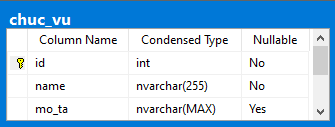 chuc_vu
Column Name Condensed Type Nullable
id int No
name nvarchar(255) No
mo_ta nvarchar(MAX) Yes